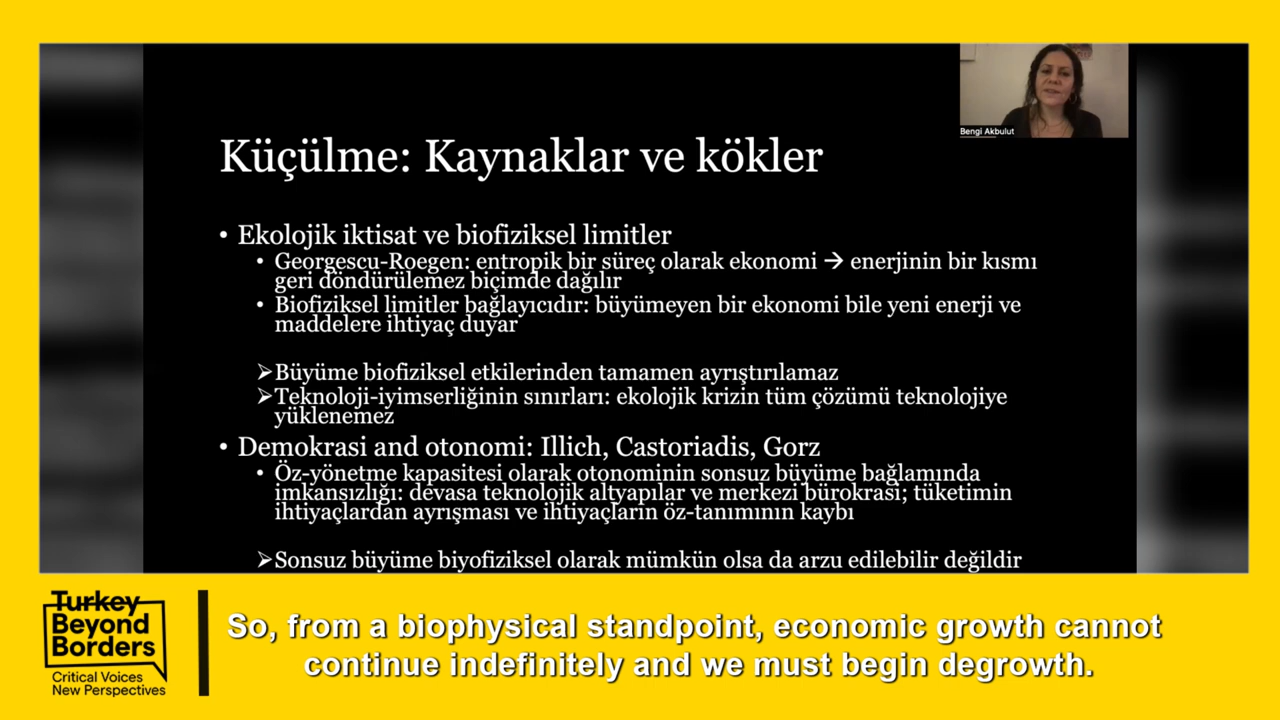 Bengi Akbulut
Küçülme: Kaynaklar ve kökler
• Ekolojik iktisat ve biofiziksel limitler
• Georgescu-Roegen: entropik bir süreç olarak ekonomi → enerjinin bir kısmı
geri döndürülemez biçimde dağılır
• Biofiziksel limitler bağlayıcıdır: büyümeyen bir ekonomi bile yeni enerji ve
maddelere ihtiyaç duyar
➢Büyüme biofiziksel etkilerinden tamamen ayrıştırılamaz
➢Teknoloji-iyimserliğinin sınırları: ekolojik krizin tüm çözümü teknolojiye
yüklenemez
• Demokrasi and otonomi: Illich, Castoriadis, Gorz
• Öz-yönetme kapasitesi olarak otonominin sonsuz büyüme bağlamında
imkansızlığı: devasa teknolojik altyapılar ve merkezi bürokrasi; tüketimin
ihtiyaçlardan ayrışması ve ihtiyaçların öz-tanımının kaybı
➢Sonsuz büyüme biyofiziksel olarak mümkün olsa da arzu edilebilir değildir
Turkey
Beyond
Borders
Critical Voices
New Perspectives
So, from a biophysical standpoint, economic growth cannot
continue indefinitely and we must begin degrowth.